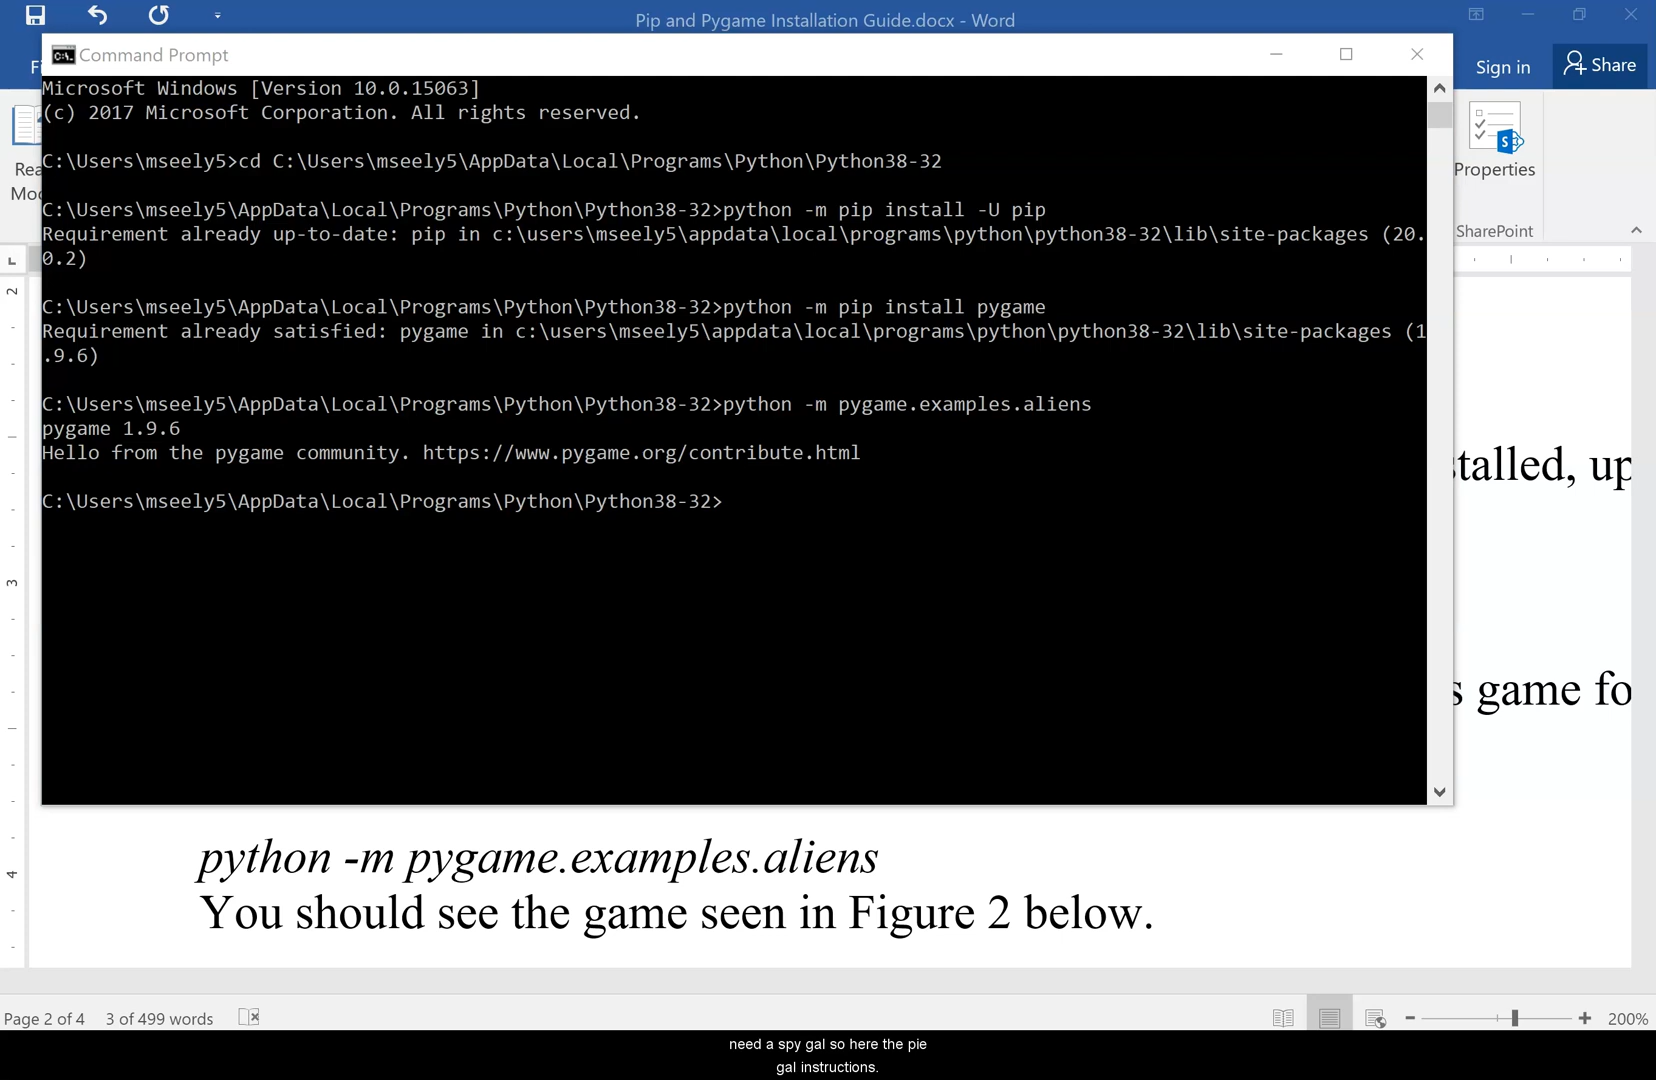 Pip and Pygame Installation Guide.docx - Word
Command Prompt
F
Sign in
Share
Microsoft Windows [Version 10.0.15063]
(c) 2017 Microsoft Corporation. All rights reserved.
C:\Users\mseely5>cd C:\Users\mseely5\AppData\Local\Programs\Python\Python38-32
Rea
Mod
Properties
C:\Users\mseely5\AppData\Local\Programs\Python\Python38-32>python -m pip install -U pip
Requirement already up-to-date: pip in c:\users\mseely5\appdata\local\programs\python\python38-32\lib\site-packages (20.
0.2)
SharePoint
L
2
C:\Users\mseely5\AppData\Local\Programs\Python\Python38-32>python -m pip install pygame
Requirement already satisfied: pygame in c:\users\mseely5\appdata\local\programs\python\python38-32\lib\site-packages (1
.9.6)
C:\Users\mseely5\AppData\Local\Programs\Python\Python38-32>python -m pygame.examples.aliens
pygame 1.9.6
Hello from the pygame community. https://www.pygame.org/contribute.html
stalled, up
C:\Users\mseely5\AppData\Local\Programs\Python\Python38-32>
3
s game fo
4
python -m pygame.examples.aliens
You should see the game seen in Figure 2 below.
Page 2 of 4 3 of 499 words
200%
need a spy gal so here the pie
gal instructions.